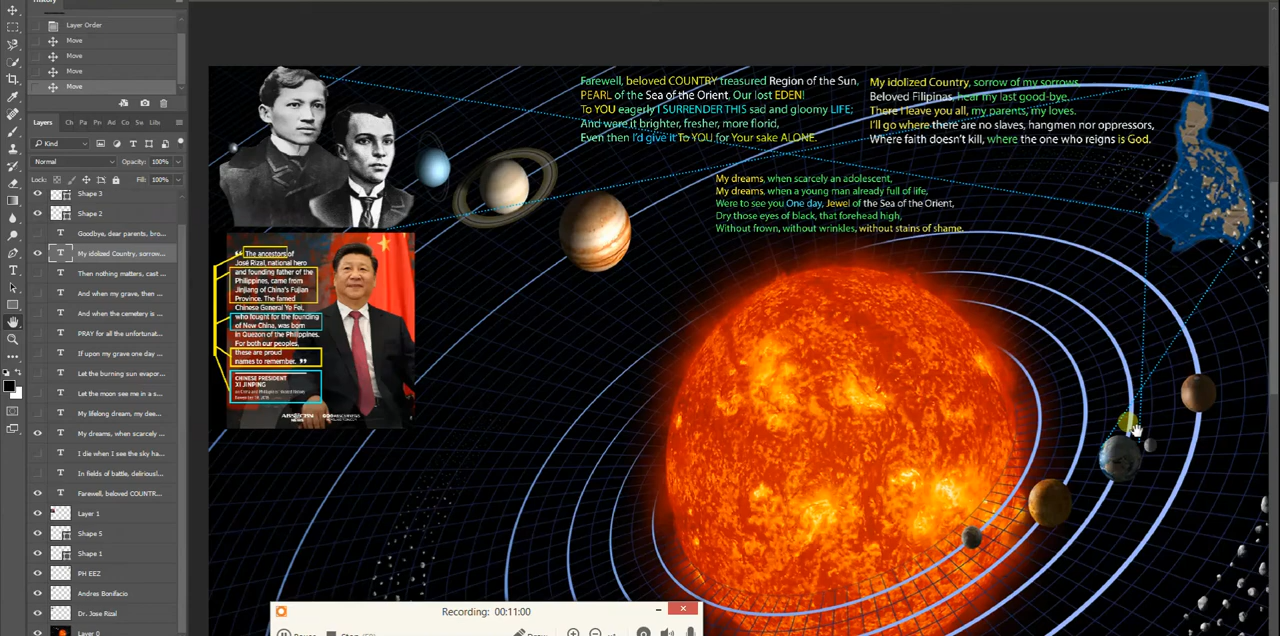 History
Layer Order
Move
Move
Move
Move
Layers
Ch
Pa
Pr
Ad
Co
Sw
Libs
Kind
Normal
Opacity: 100%
Lock:
Fill: 100%
Shape 3
Shape 2
Goodbye, dear parents, bro...
My idolized Country, sorrow...
Then nothing matters, cast ...
And when my grave, then ...
And when the cemetery is ...
PRAY for all the unfortunat...
If upon my grave one day ...
Let the burning sun evapor...
Let the moon see me in a s...
My lifelong dream, my dee...
My dreams, when scarcely ...
I die when I see the sky ha...
In fields of battle, deliriousl...
Farewell, beloved COUNTR...
Layer 1
Shape 5
Shape 1
PH EEZ
Andres Bonifacio
Dr. Jose Rizal
Layer 0
Farewell, beloved COUNTRY treasured Region of the Sun,
PEARL of the Sea of the Orient, Our lost EDEN!
To YOU eagerly I SURRENDER THIS sad and gloomy LIFE;
And were it brighter, fresher, more florid,
Even then I'd give it To YOU for Your sake ALONE.
My idolized Country, sorrow of my sorrows,
Beloved Filipinas, hear my last good-bye.
There I leave you all, my parents, my loves.
I'll go where there are no slaves, hangmen nor oppressors,
Where faith doesn't kill, where the one who reigns is God.
My dreams, when scarcely an adolescent,
My dreams, when a young man already full of life,
Were to see you One day, Jewel of the Sea of the Orient,
Dry those eyes of black, that forehead high,
Without frown, without wrinkles, without stains of shame.
“ The ancestors of
José Rizal, national hero
and founding father of the
Philippines, came from
Jinjiang of China's Fujian
Province. The famed
Chinese General Ye Fei,
who fought for the founding
of New China, was born
in Quezon of the Philippines.
For both our peoples,
these are proud
names to remember. ”
CHINESE PRESIDENT
XI JINPING
NEWS
Recording: 00:11:00
Draw